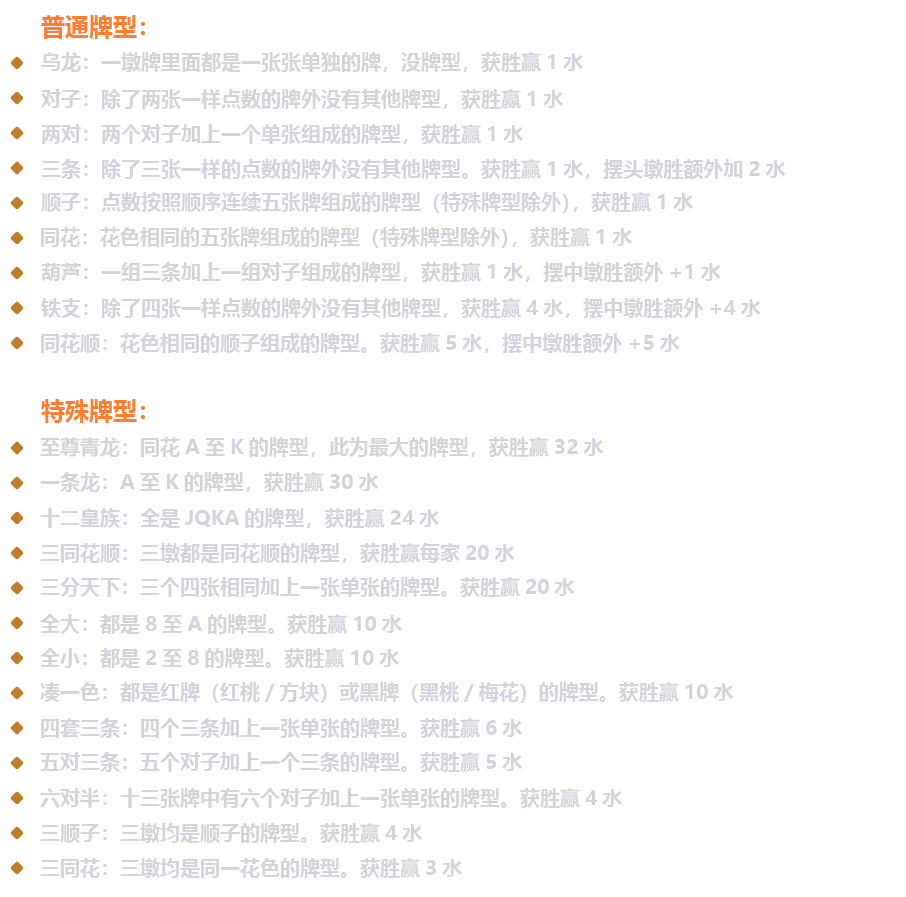 普通牌型：
乌龙：一墩牌里面都是一张张单独的牌，没牌型，获胜赢 1 水
对子：除了两张一样点数的牌外没有其他牌型，获胜赢 1 水
两对：两个对子加上一个单张组成的牌型，获胜赢 1 水
三条：除了三张一样的点数的牌外没有其他牌型。获胜赢 1 水，摆头墩胜额外加 2 水
顺子：点数按照顺序连续五张牌组成的牌型（特殊牌型除外），获胜赢 1 水
同花：花色相同的五张牌组成的牌型（特殊牌型除外），获胜赢 1 水
葫芦：一组三条加上一组对子组成的牌型，获胜赢 1 水，摆中墩胜额外 +1 水
铁支：除了四张一样点数的牌外没有其他牌型，获胜赢 4 水，摆中墩胜额外 +4 水
同花顺：花色相同的顺子组成的牌型。获胜赢 5 水，摆中墩胜额外 +5 水
特殊牌型：
至尊青龙：同花 A 至 K 的牌型，此为最大的牌型，获胜赢 32 水
一条龙：A 至 K 的牌型，获胜赢 30 水
十二皇族：全是 JQKA 的牌型，获胜赢 24 水
三同花顺：三墩都是同花顺的牌型，获胜赢每家 20 水
三分天下：三个四张相同加上一张单张的牌型。获胜赢 20 水
全大：都是 8 至 A 的牌型。获胜赢 10 水
全小：都是 2 至 8 的牌型。获胜赢 10 水
凑一色：都是红牌（红桃 / 方块）或黑牌（黑桃 / 梅花）的牌型。获胜赢 10 水
四套三条：四个三条加上一张单张的牌型。获胜赢 6 水
五对三条：五个对子加上一个三条的牌型。获胜赢 5 水
六对半：十三张牌中有六个对子加上一张单张的牌型。获胜赢 4 水
三顺子：三墩均是顺子的牌型。获胜赢 4 水
三同花：三墩均是同一花色的牌型。获胜赢 3 水